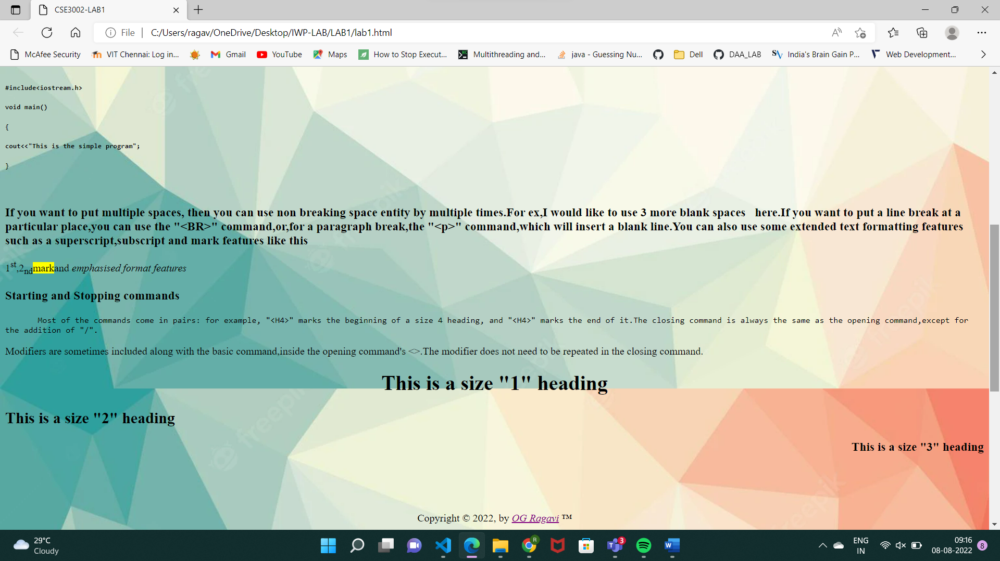 CSE3002-LAB1
File
C:/Users/ragav/OneDrive/Desktop/IWP-LAB/LAB1/lab1.html
McAfee Security
VIT Chennai: Log in...
Gmail
YouTube
Maps
How to Stop Execut...
Multithreading and...
java - Guessing Nu...
Dell
DAA_LAB
India's Brain Gain P...
Web Development...
#include<iostream.h>
void main()
{
cout<<"This is the simple program";
}
If you want to put multiple spaces, then you can use non breaking space entity by multiple times.For ex,I would like to use 3 more blank spaces   here.If you want to put a line break at a
particular place,you can use the "<BR>" command,or,for a paragraph break,the "<p>" command,which will insert a blank line.You can also use some extended text formatting features
such as a superscript,subscript and mark features like this
1st,2ndmarkand emphasised format features
Starting and Stopping commands
Most of the commands come in pairs: for example, "<H4>" marks the beginning of a size 4 heading, and "<H4>" marks the end of it.The closing command is always the same as the opening command,except for
the addition of "/".
Modifiers are sometimes included along with the basic command,inside the opening command's <>.The modifier does not need to be repeated in the closing command.
This is a size "1" heading
This is a size "2" heading
This is a size "3" heading
Copyright © 2022, by OG Ragavi ™
freepik
freepik
freepik
freepik
freepik
29°C
Cloudy
R
3
ENG
IN
09:16
08-08-2022
8